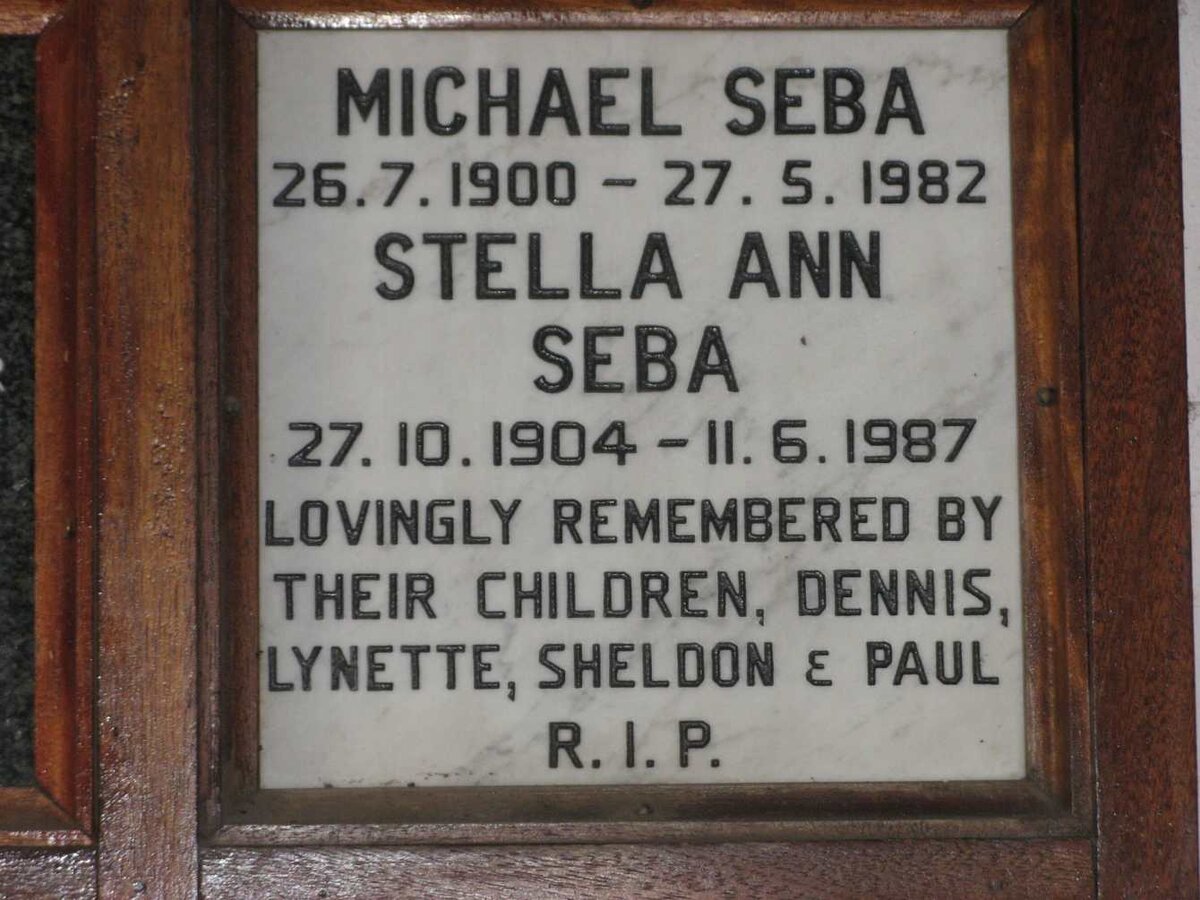 MICHAEL SEBA
26.7.1900 - 27.5.1982
STELLA ANN
SEBA
27.10.1904 - 11.6.1987
LOVINGLY REMEMBERED BY
THEIR CHILDREN, DENNIS,
LYNETTE, SHELDON & PAUL
R.I.P.